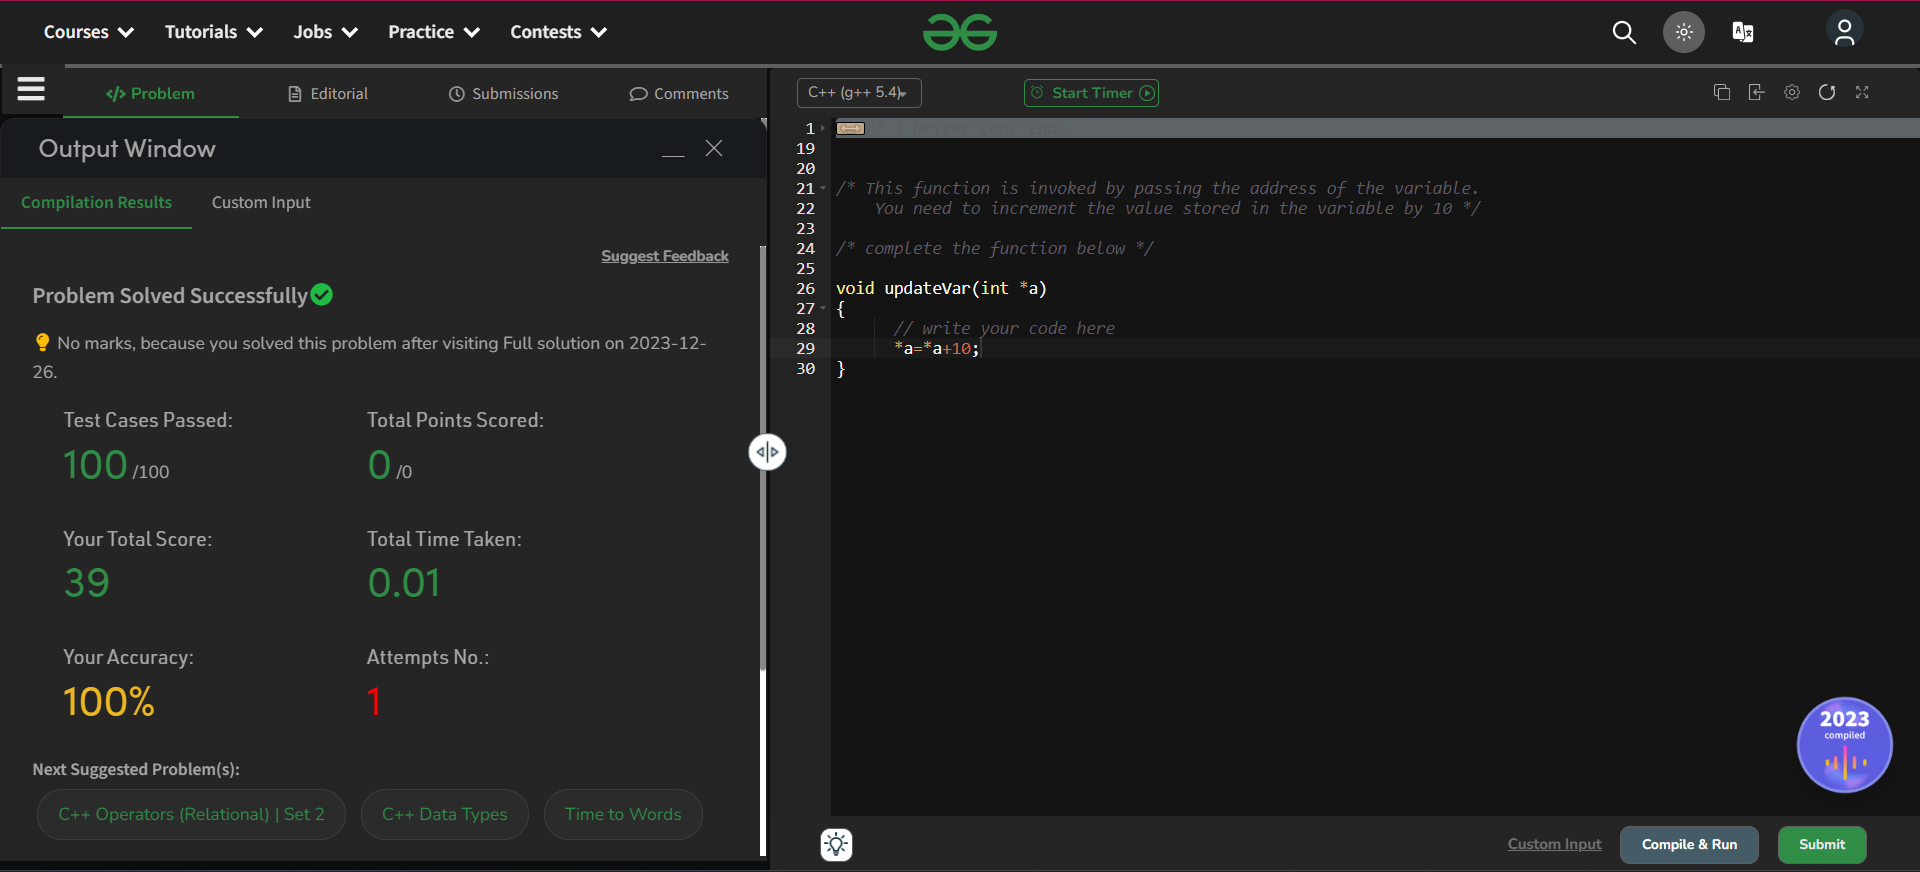 Courses Tutorials Jobs Practice Contests
</> Problem Editorial Submissions Comments
Output Window
Compilation Results Custom Input
Suggest Feedback
Problem Solved Successfully
No marks, because you solved this problem after visiting Full solution on 2023-12-
26.
Test Cases Passed: Total Points Scored:
100 /100 0 /0
Your Total Score: Total Time Taken:
39 0.01
Your Accuracy: Attempts No.:
100% 1
Next Suggested Problem(s):
C++ Operators (Relational) | Set 2 C++ Data Types Time to Words
C++ (g++ 5.4) Start Timer
1 // } Driver Code Ends
19
20
21 /* This function is invoked by passing the address of the variable.
22 You need to increment the value stored in the variable by 10 */
23
24 /* complete the function below */
25
26 void updateVar(int *a)
27 {
28 // write your code here
29 *a=*a+10;
30 }
2023
compiled
Custom Input Compile & Run Submit